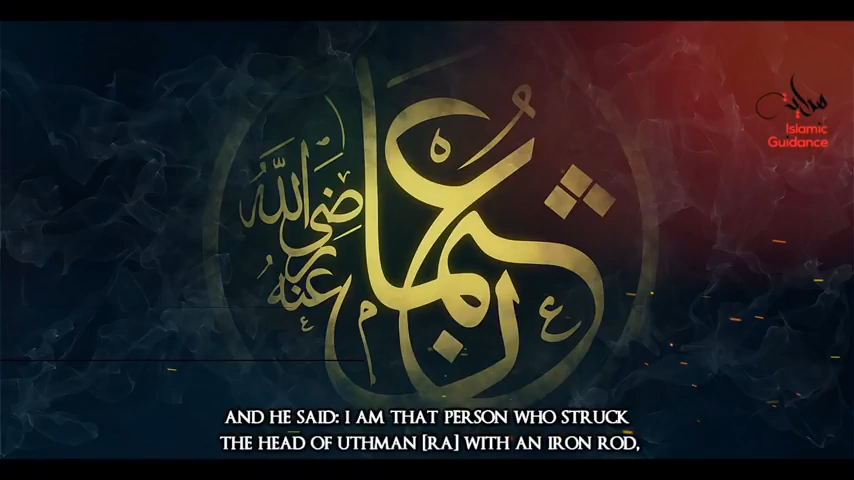 عثمان
رضي الله عنه
هداية
Islamic
Guidance
AND HE SAID: I AM THAT PERSON WHO STRUCK
THE HEAD OF UTHMAN [RA] WITH AN IRON ROD,